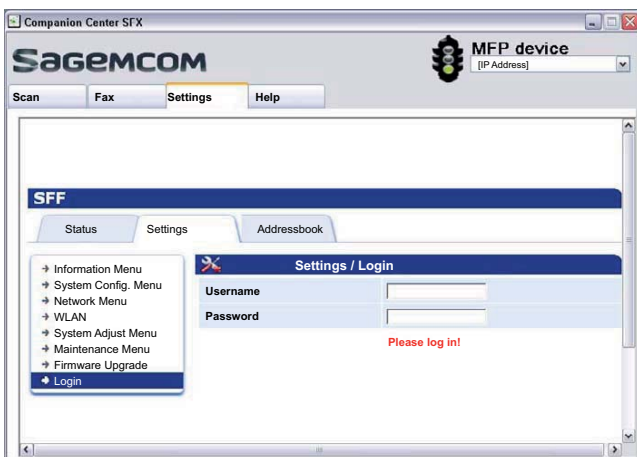 Companion Center SFX
SAGEMCOM
MFP device
[IP Address]
Scan Fax Settings Help
SFF
Status Settings Addressbook
Information Menu
System Config. Menu
Network Menu
WLAN
System Adjust Menu
Maintenance Menu
Firmware Upgrade
Login
Settings / Login
Username
Password
Please log in!